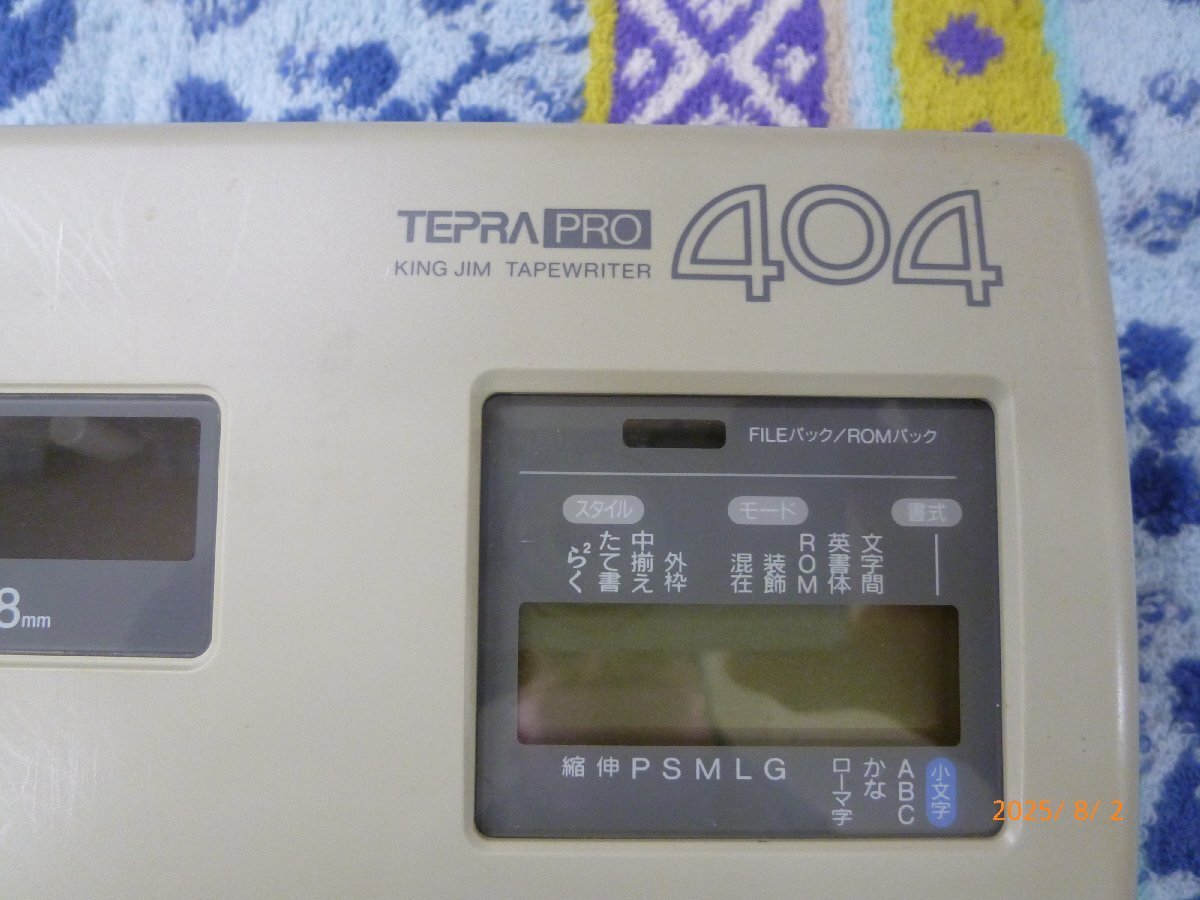 TEPRA PRO 404
KING JIM TAPEWRITER
FILEパック/ROMパック
スタイル モード 書式
らく² たて書 中揃え 外枠 混在 装飾 ROM 英書体 文字間
8mm
縮 伸 P S M L G ローマ字 かな ABC 小文字
2025/ 8/ 2